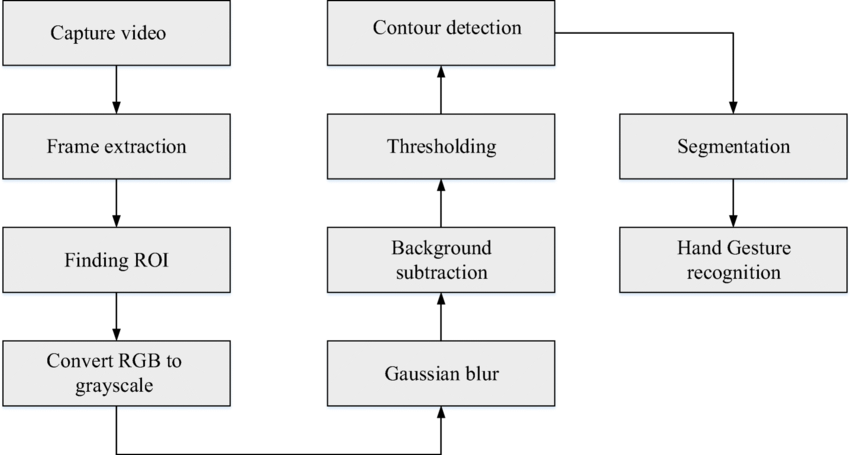 Capture video
Frame extraction
Finding ROI
Convert RGB to
grayscale
Gaussian blur
Background
subtraction
Thresholding
Contour detection
Segmentation
Hand Gesture
recognition